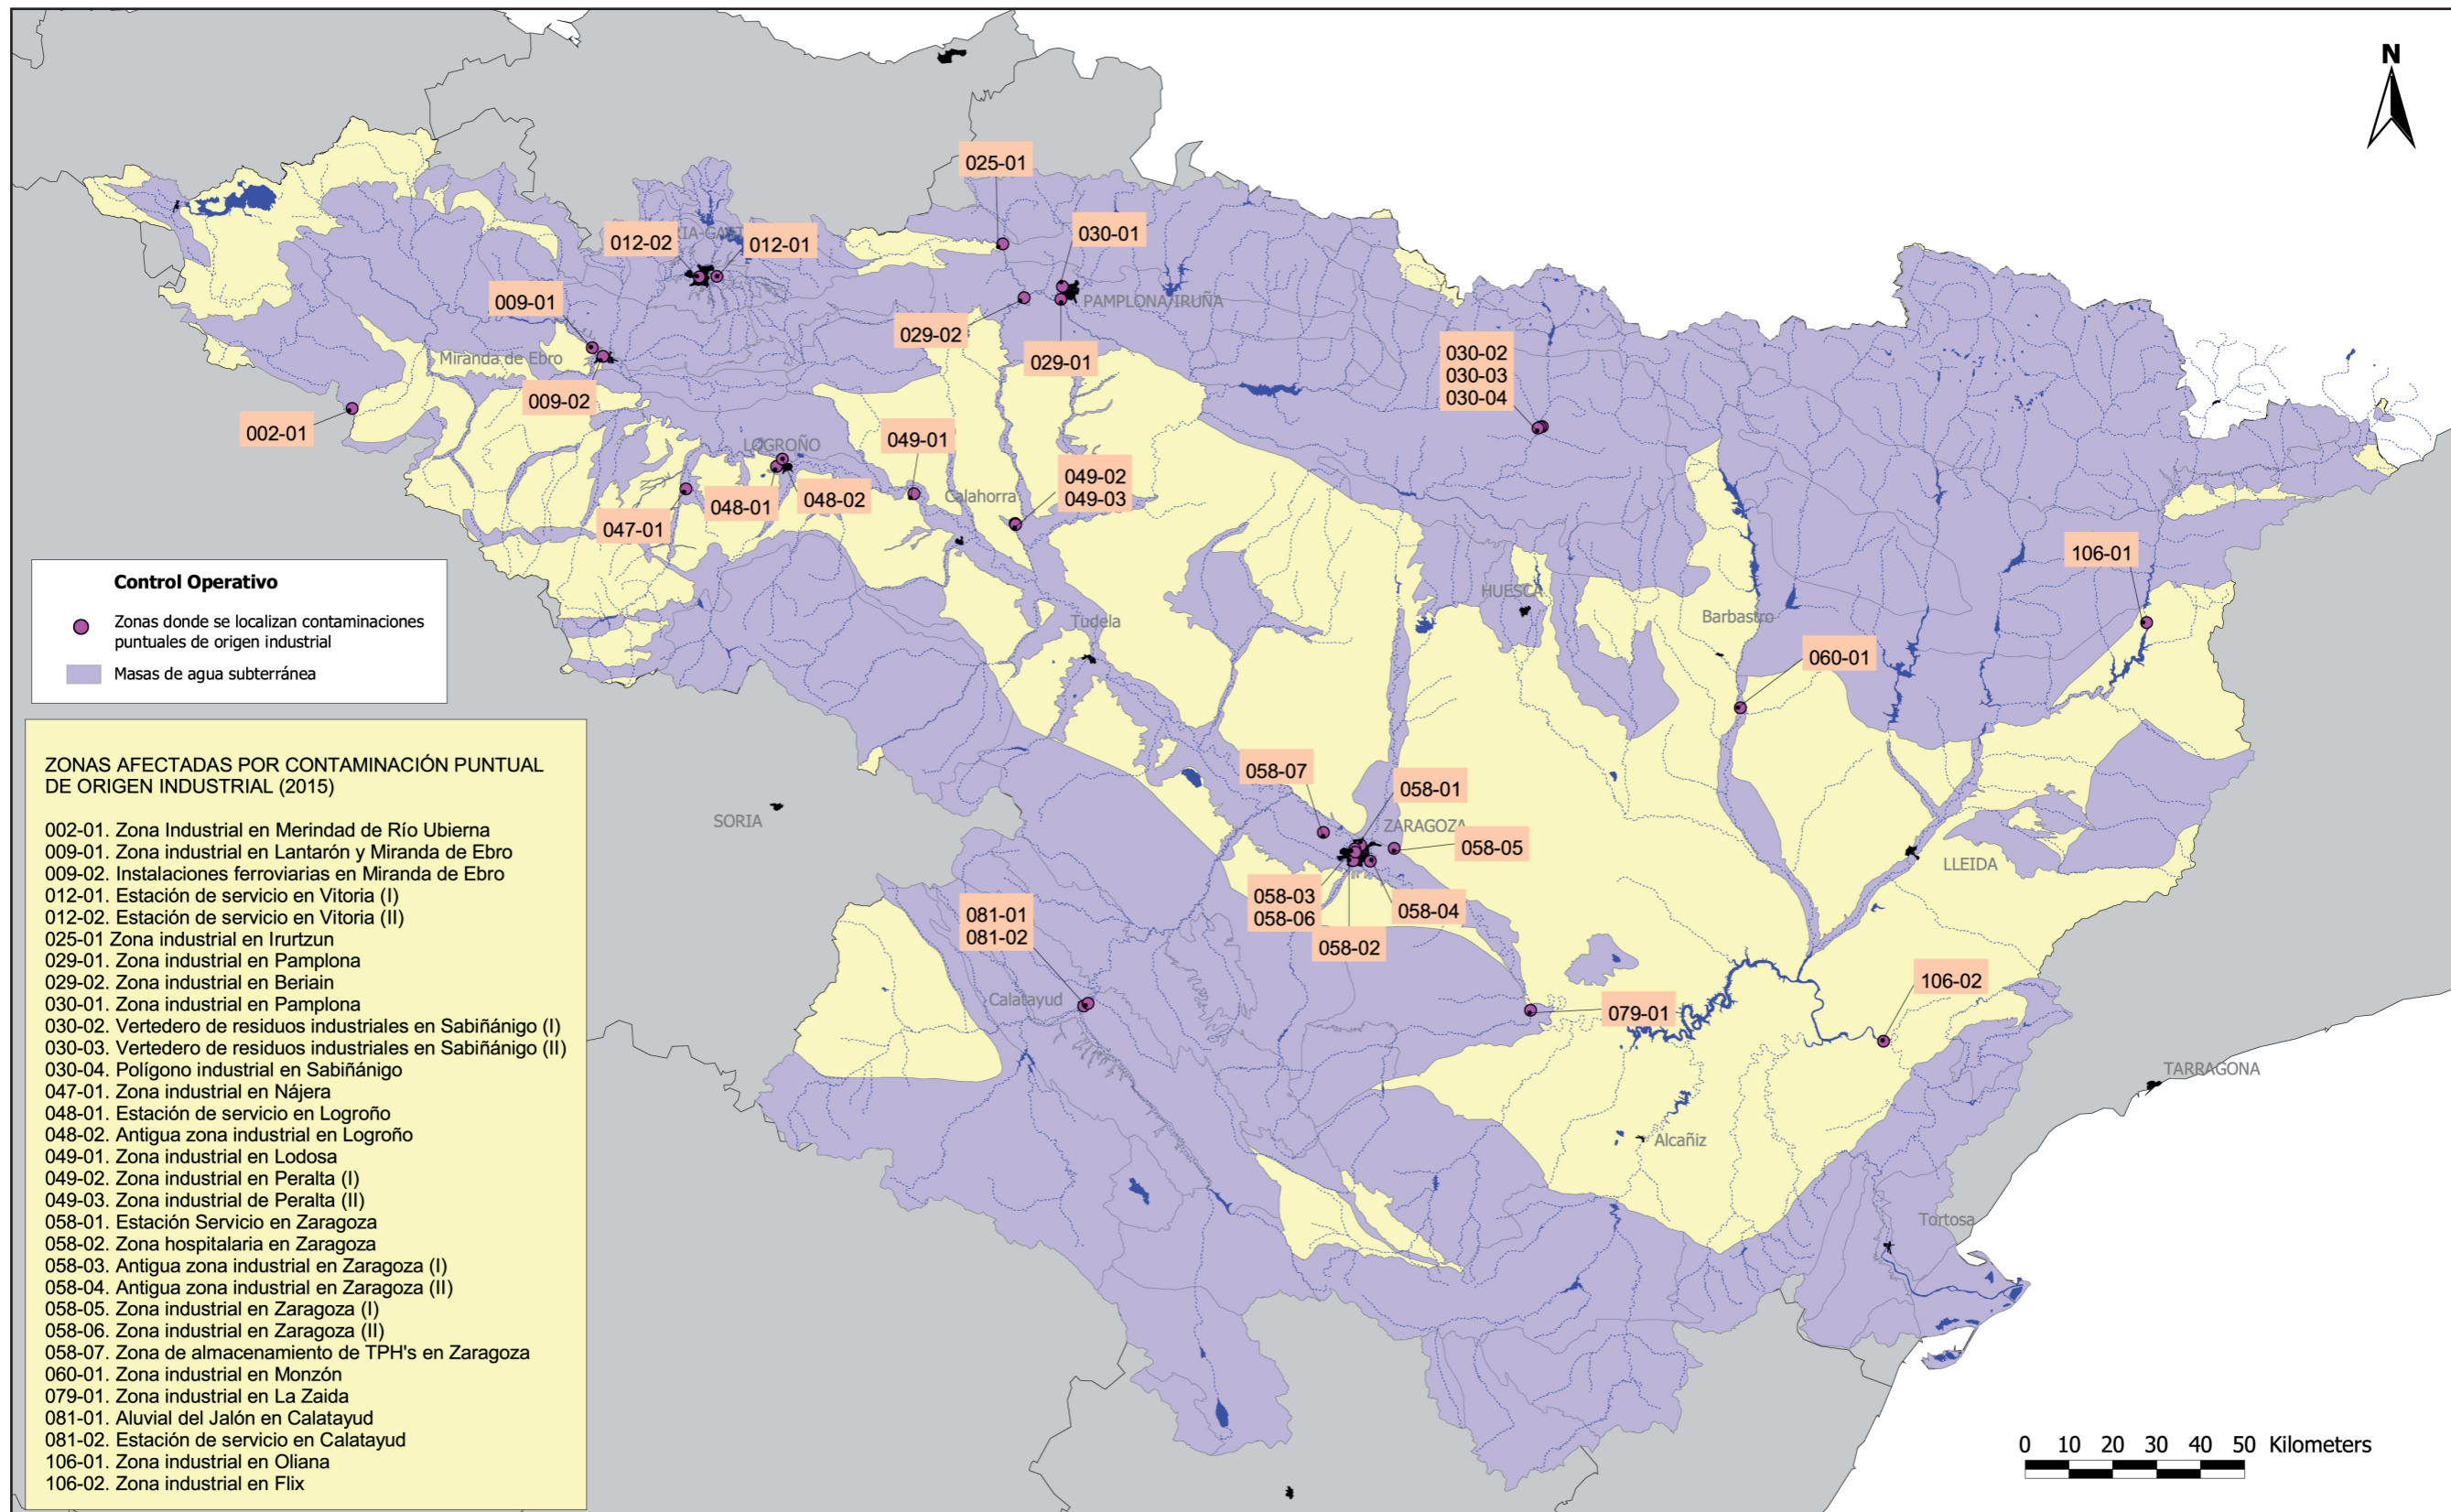 N
025-01
030-01
012-02
RIA-GAST
012-01
009-01
PAMPLONA/IRUÑA
029-02
029-01
Miranda de Ebro
009-02
030-02
030-03
030-04
002-01
LOGROÑO
049-01
Calahorra
049-02
049-03
048-01
048-02
047-01
106-01
HUESCA
Barbastro
Tudela
060-01
Control Operativo
Zonas donde se localizan contaminaciones
puntuales de origen industrial
Masas de agua subterránea
058-07
058-01
SORIA
ZARAGOZA
058-05
LLEIDA
058-03
058-06
058-04
058-02
081-01
081-02
Calatayud
106-02
079-01
TARRAGONA
Alcañiz
Tortosa
ZONAS AFECTADAS POR CONTAMINACIÓN PUNTUAL
DE ORIGEN INDUSTRIAL (2015)
002-01. Zona Industrial en Merindad de Río Ubierna
009-01. Zona industrial en Lantarón y Miranda de Ebro
009-02. Instalaciones ferroviarias en Miranda de Ebro
012-01. Estación de servicio en Vitoria (I)
012-02. Estación de servicio en Vitoria (II)
025-01 Zona industrial en Irurtzun
029-01. Zona industrial en Pamplona
029-02. Zona industrial en Beriain
030-01. Zona industrial en Pamplona
030-02. Vertedero de residuos industriales en Sabiñánigo (I)
030-03. Vertedero de residuos industriales en Sabiñánigo (II)
030-04. Polígono industrial en Sabiñánigo
047-01. Zona industrial en Nájera
048-01. Estación de servicio en Logroño
048-02. Antigua zona industrial en Logroño
049-01. Zona industrial en Lodosa
049-02. Zona industrial en Peralta (I)
049-03. Zona industrial de Peralta (II)
058-01. Estación Servicio en Zaragoza
058-02. Zona hospitalaria en Zaragoza
058-03. Antigua zona industrial en Zaragoza (I)
058-04. Antigua zona industrial en Zaragoza (II)
058-05. Zona industrial en Zaragoza (I)
058-06. Zona industrial en Zaragoza (II)
058-07. Zona de almacenamiento de TPH's en Zaragoza
060-01. Zona industrial en Monzón
079-01. Zona industrial en La Zaida
081-01. Aluvial del Jalón en Calatayud
081-02. Estación de servicio en Calatayud
106-01. Zona industrial en Oliana
106-02. Zona industrial en Flix
0 10 20 30 40 50 Kilometers